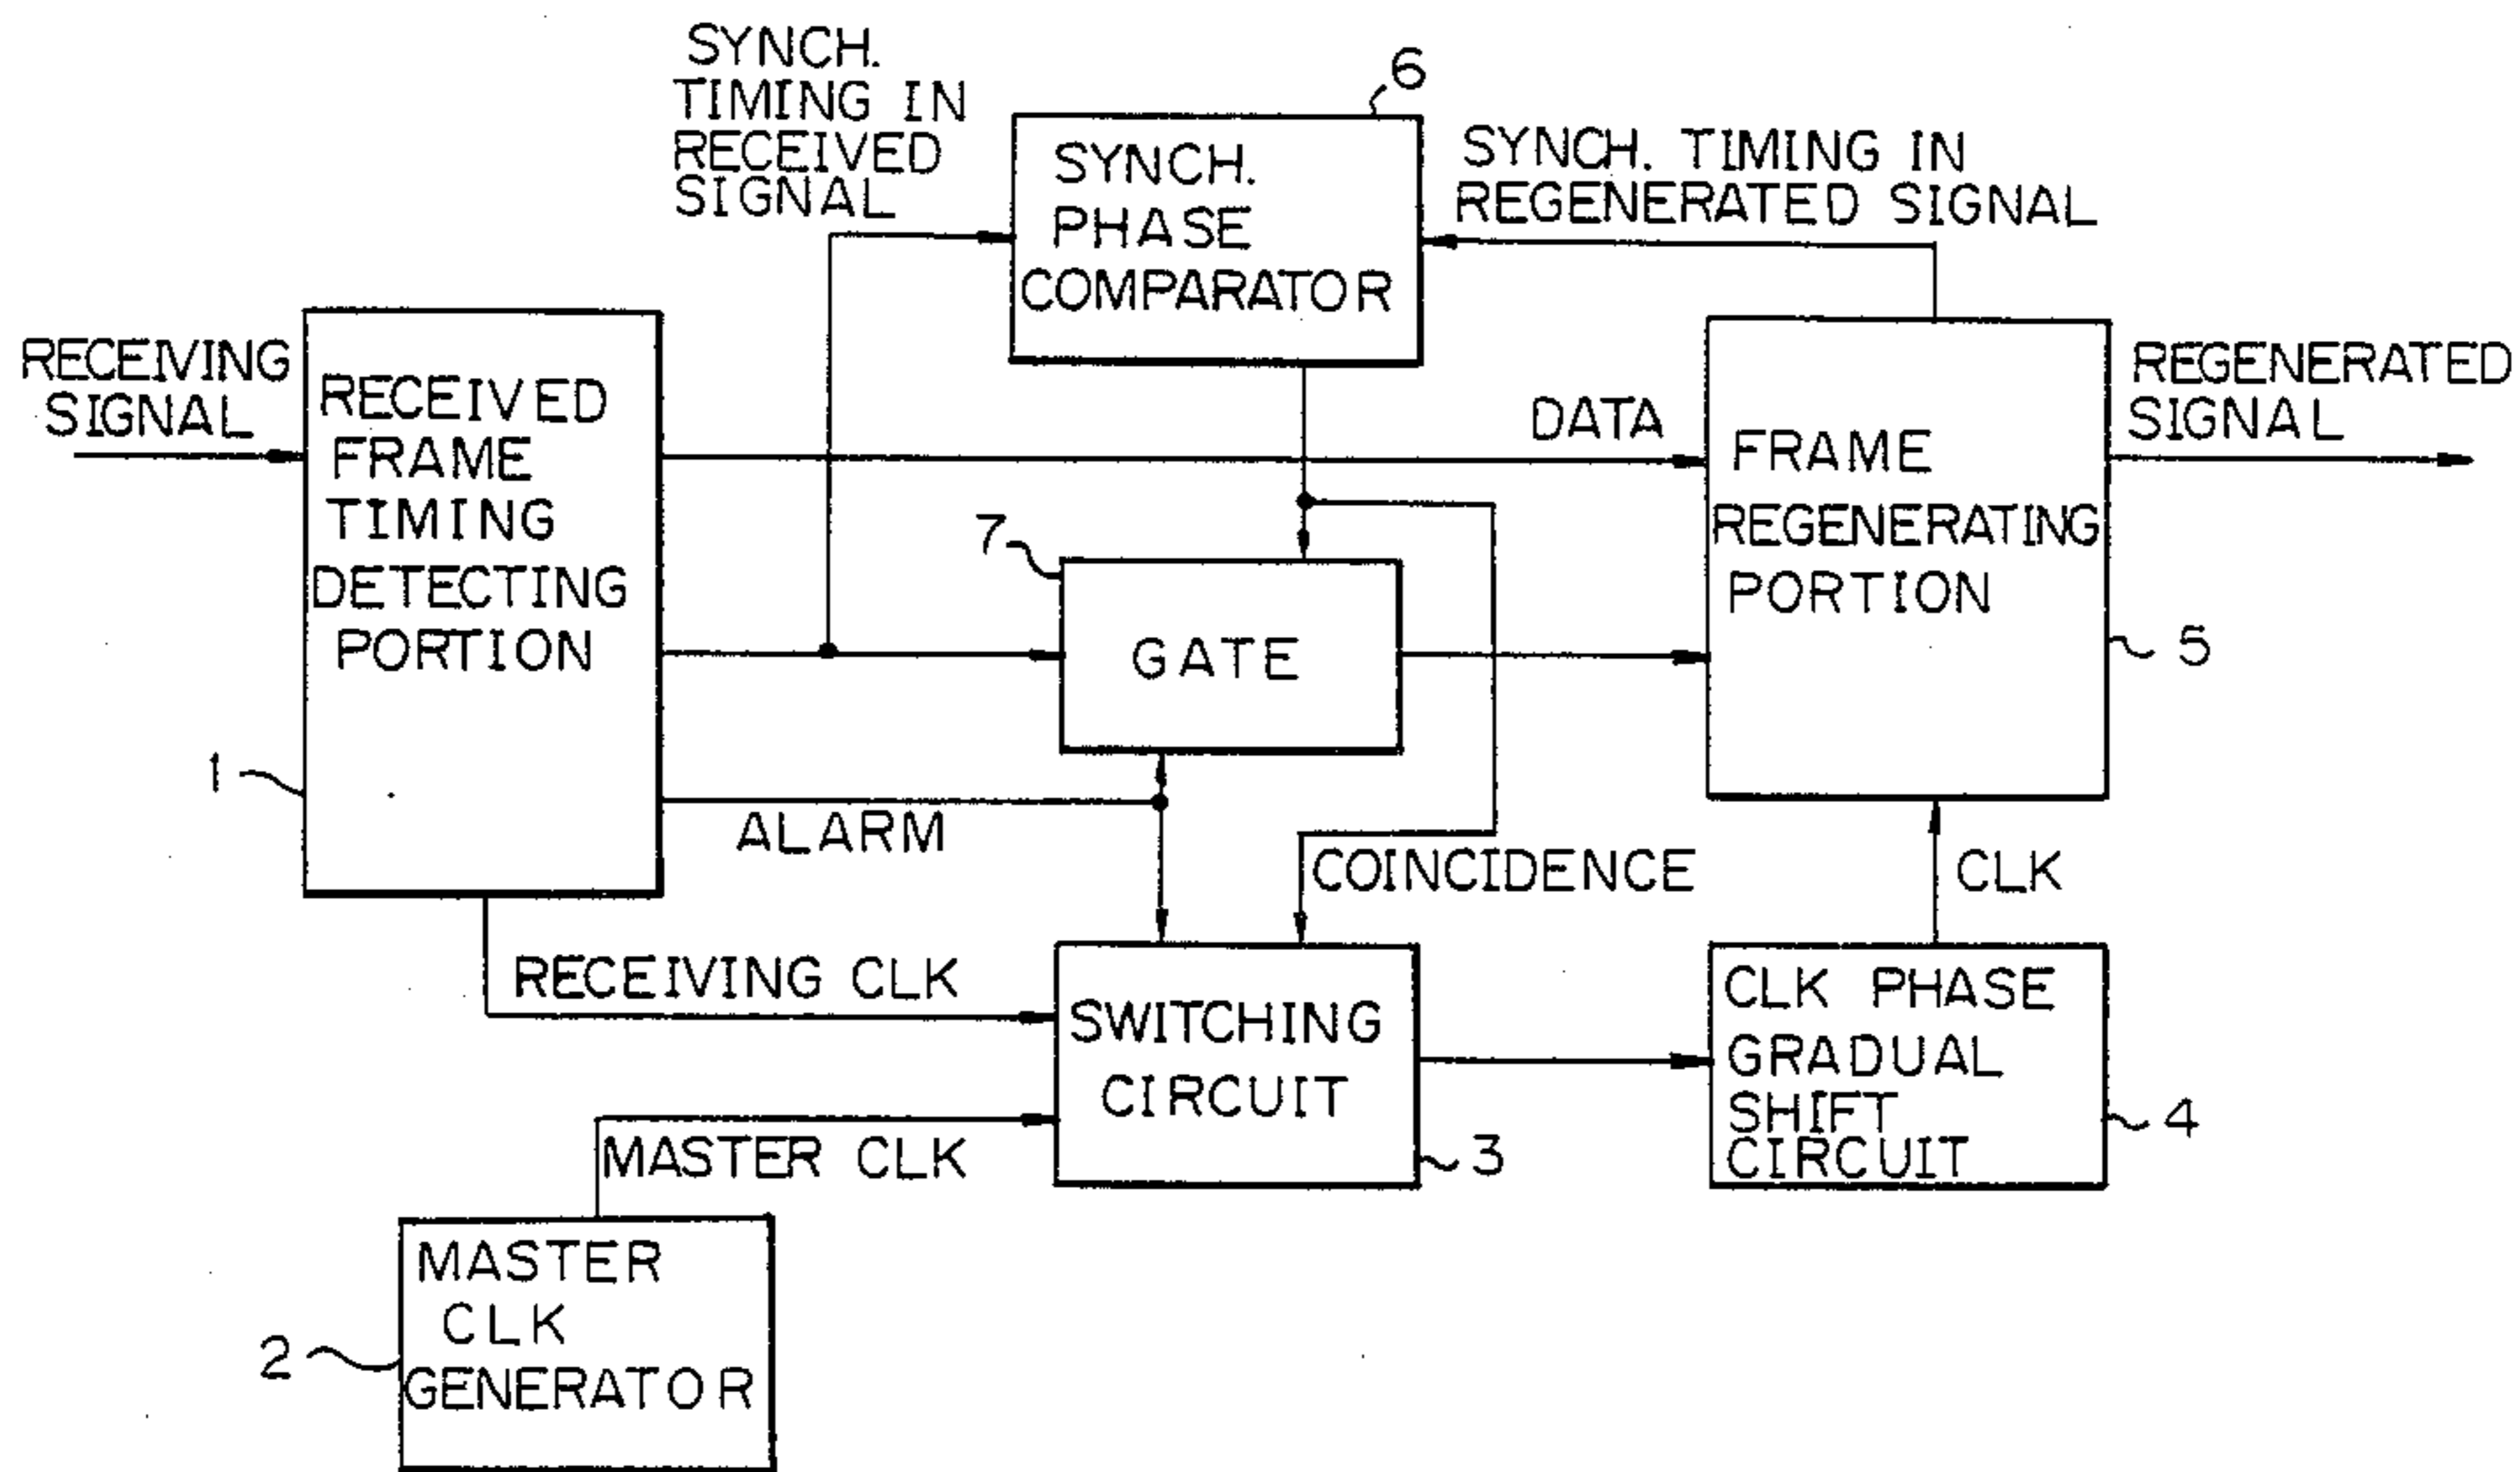 SYNCH.
TIMING IN
RECEIVED
SIGNAL
6
SYNCH.
PHASE
COMPARATOR
SYNCH. TIMING IN
REGENERATED SIGNAL
RECEIVING
SIGNAL
RECEIVED
FRAME
TIMING
DETECTING
PORTION
1
DATA
FRAME
REGENERATING
PORTION
5
REGENERATED
SIGNAL
7
GATE
ALARM
COINCIDENCE
CLK
RECEIVING CLK
SWITCHING
CIRCUIT
3
CLK PHASE
GRADUAL
SHIFT
CIRCUIT
4
MASTER CLK
MASTER
CLK
GENERATOR
2